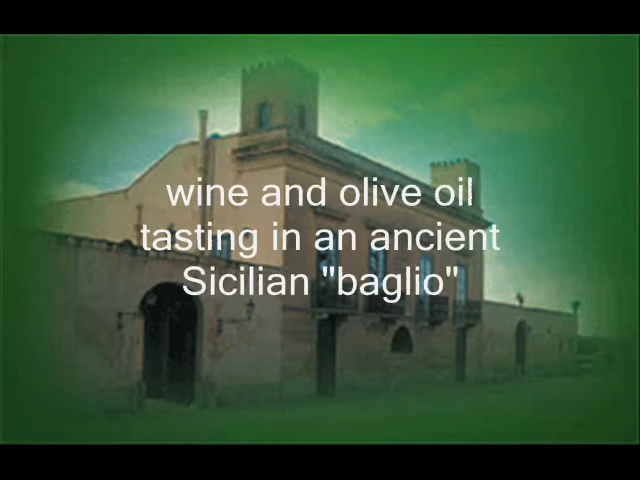 wine and olive oil
tasting in an ancient
Sicilian "baglio"